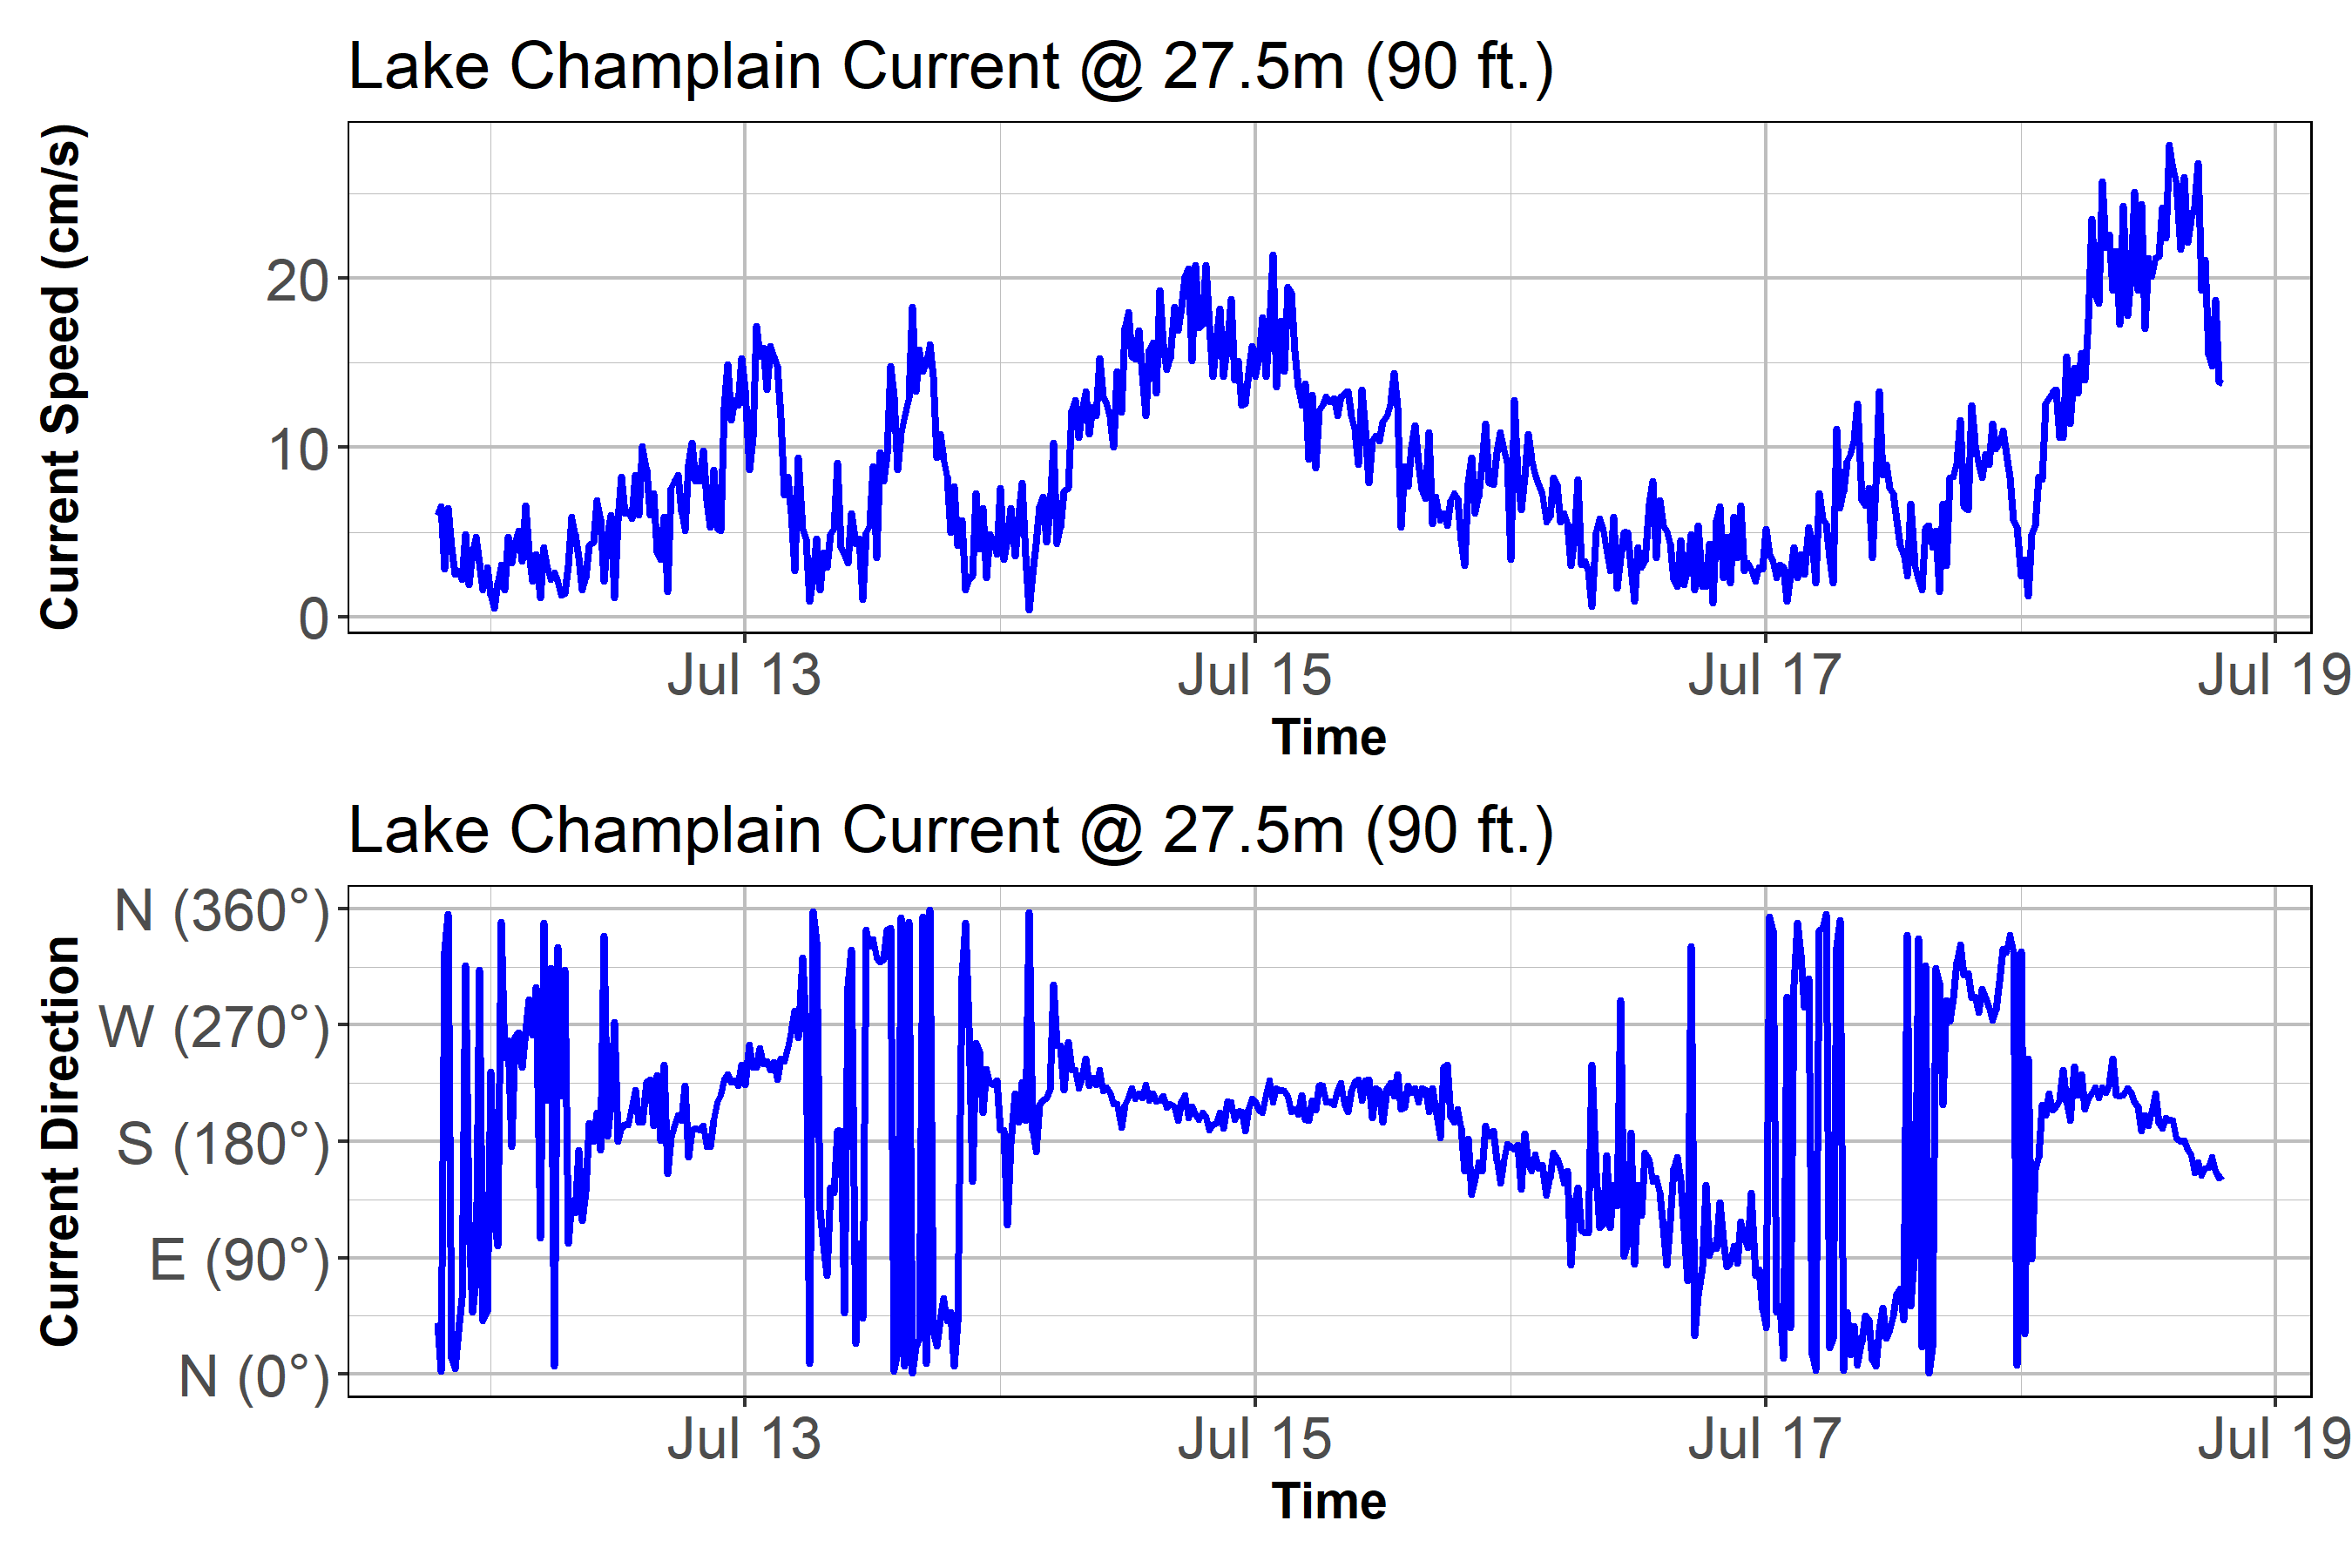 Lake Champlain Current @ 27.5m (90 ft.)
Current Speed (cm/s)
20
10
0
Jul 13 Jul 15 Jul 17 Jul 19
Time
Lake Champlain Current @ 27.5m (90 ft.)
Current Direction
N (360°)
W (270°)
S (180°)
E (90°)
N (0°)
Jul 13 Jul 15 Jul 17 Jul 19
Time